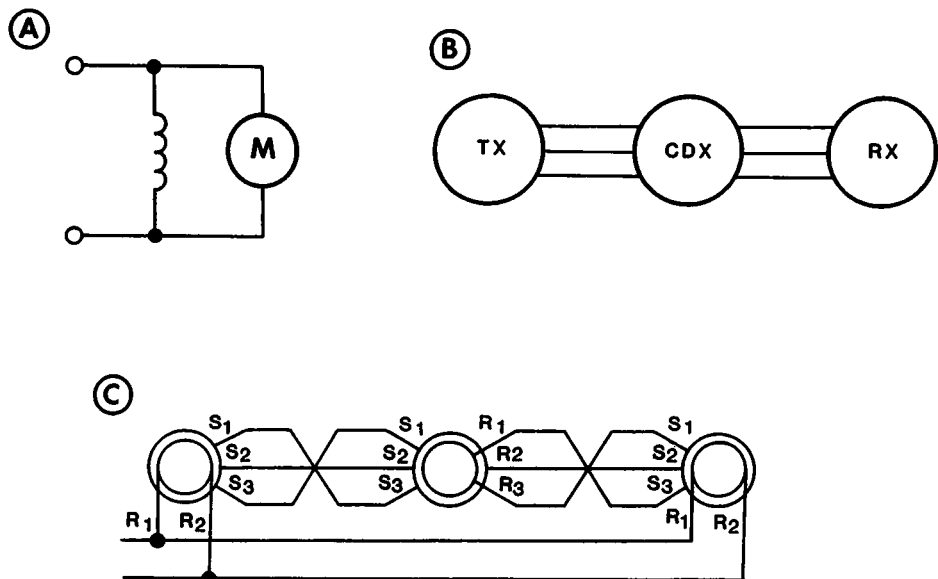 A
M
B
TX CDX RX
C
S1 S1 R1 S1
S2 S2 R2 S2
S3 S3 R3 S3
R1 R2 R1 R2